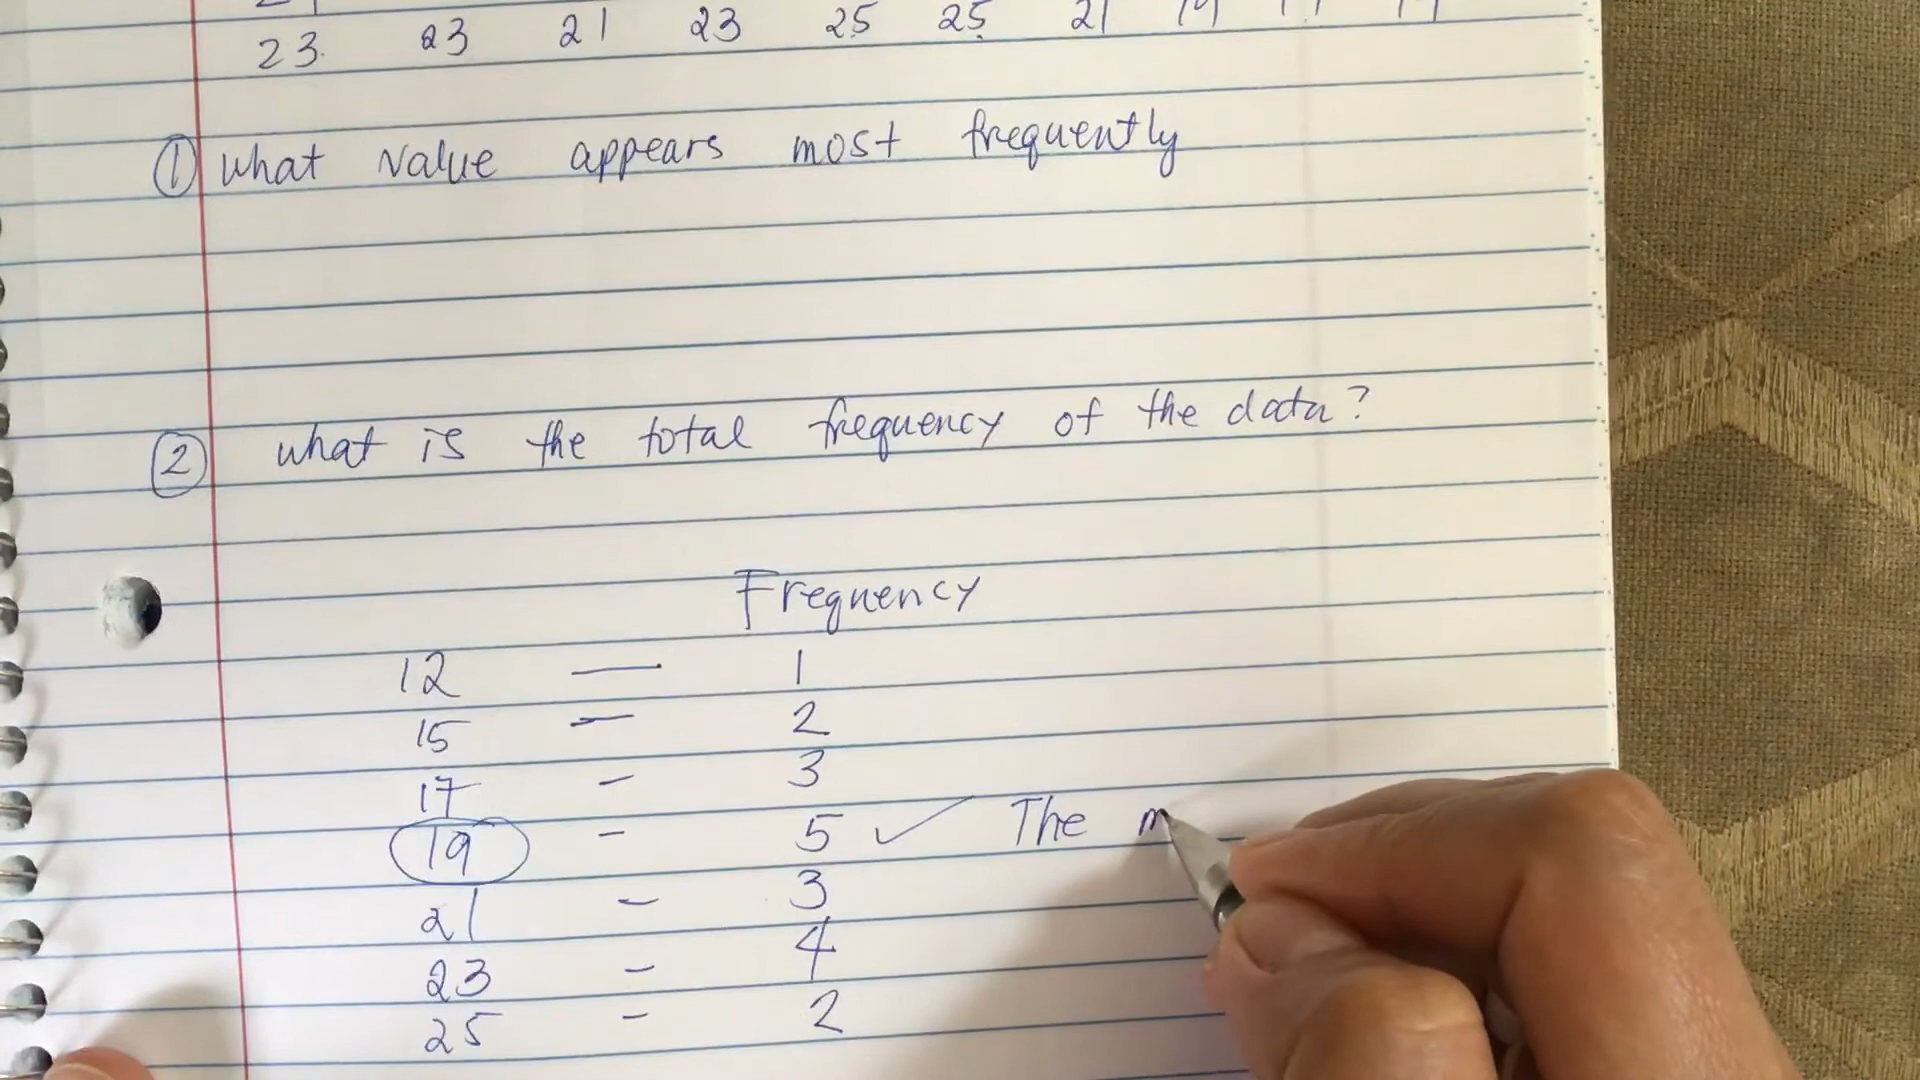 23 23 21 23 25 25 21
① What value appears most frequently
② what is the total frequency of the data?
Frequency
12 — 1
15 — 2
17 - 3
19 - 5 ✓ The m
21 - 3
23 - 4
25 - 2